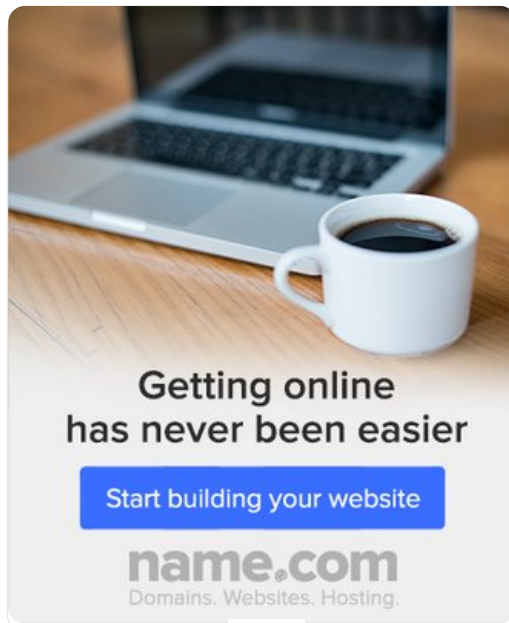 Getting online
has never been easier
Start building your website
name.com
Domains. Websites. Hosting.